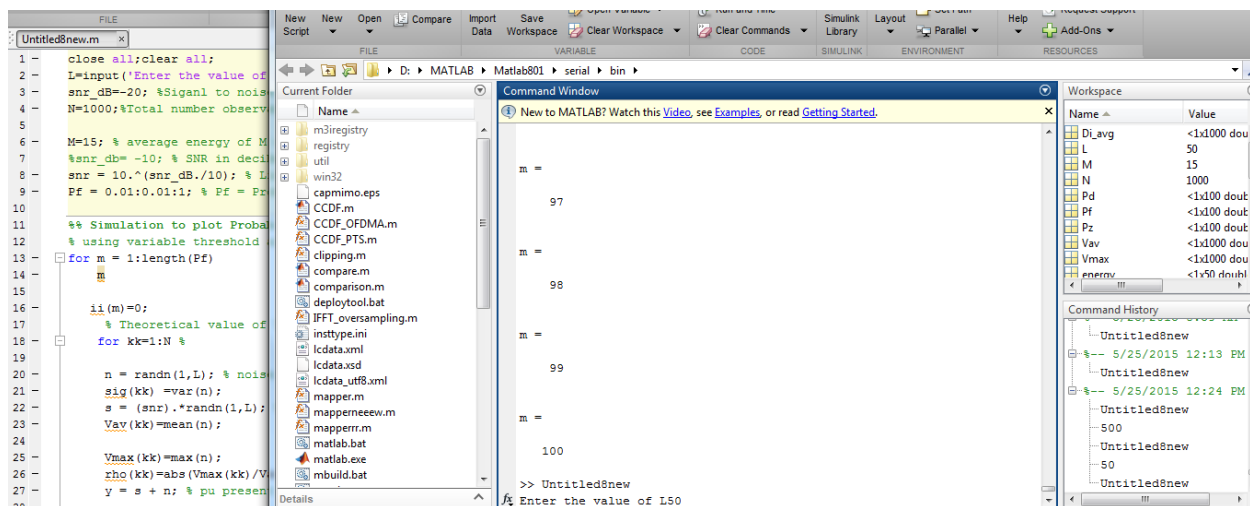 FILE
Untitled8new.m ×
1 – close all;clear all;
2 – L=input('Enter the value of
3 – snr_dB=-20; %Siganl to nois
4 – N=1000;%Total number observ
5
6 – M=15; % average energy of M
7 %snr_db= -10; % SNR in deci
8 – snr = 10.^(snr_dB./10); % L
9 – Pf = 0.01:0.01:1; % Pf = Pr
10
11 %% Simulation to plot Probal
12 % using variable threshold
13 – for m = 1:length(Pf)
14 – m
15
16 – ii(m)=0;
17 % Theoretical value of
18 – for kk=1:N %
19
20 – n = randn(1,L); % nois
21 – sig(kk) =var(n);
22 – s = (snr).*randn(1,L);
23 – Vav(kk)=mean(n);
24
25 – Vmax(kk)=max(n);
26 – rho(kk)=abs(Vmax(kk)/V
27 – y = s + n; % pu presen
New Script
New
Open
Compare
Import Data
Save Workspace
Open Variable
Clear Workspace
Run and Time
Clear Commands
Simulink Library
Layout
Set Path
Parallel
Help
Request Support
Add-Ons
FILE VARIABLE CODE SIMULINK ENVIRONMENT RESOURCES
D: MATLAB Matlab801 serial bin
Current Folder
Name
m3iregistry
registry
util
win32
capmimo.eps
CCDF.m
CCDF_OFDMA.m
CCDF_PTS.m
clipping.m
compare.m
comparison.m
deploytool.bat
IFFT_oversampling.m
insttype.ini
lcdata.xml
lcdata.xsd
lcdata_utf8.xml
mapper.m
mapperneeew.m
mapperrr.m
matlab.bat
matlab.exe
mbuild.bat
Details
Command Window
New to MATLAB? Watch this Video, see Examples, or read Getting Started. ×
m =
97
m =
98
m =
99
m =
100
>> Untitled8new
fx Enter the value of L50
Workspace
Name Value
Di_avg <1x1000 dou
L 50
M 15
N 1000
Pd <1x100 doub
Pf <1x100 doub
Pz <1x100 doub
Vav <1x1000 dou
Vmax <1x1000 dou
energy <1x50 doubl
Command History
Untitled8new
%-- 5/25/2015 12:13 PM
Untitled8new
%-- 5/25/2015 12:24 PM
Untitled8new
500
Untitled8new
50
Untitled8new